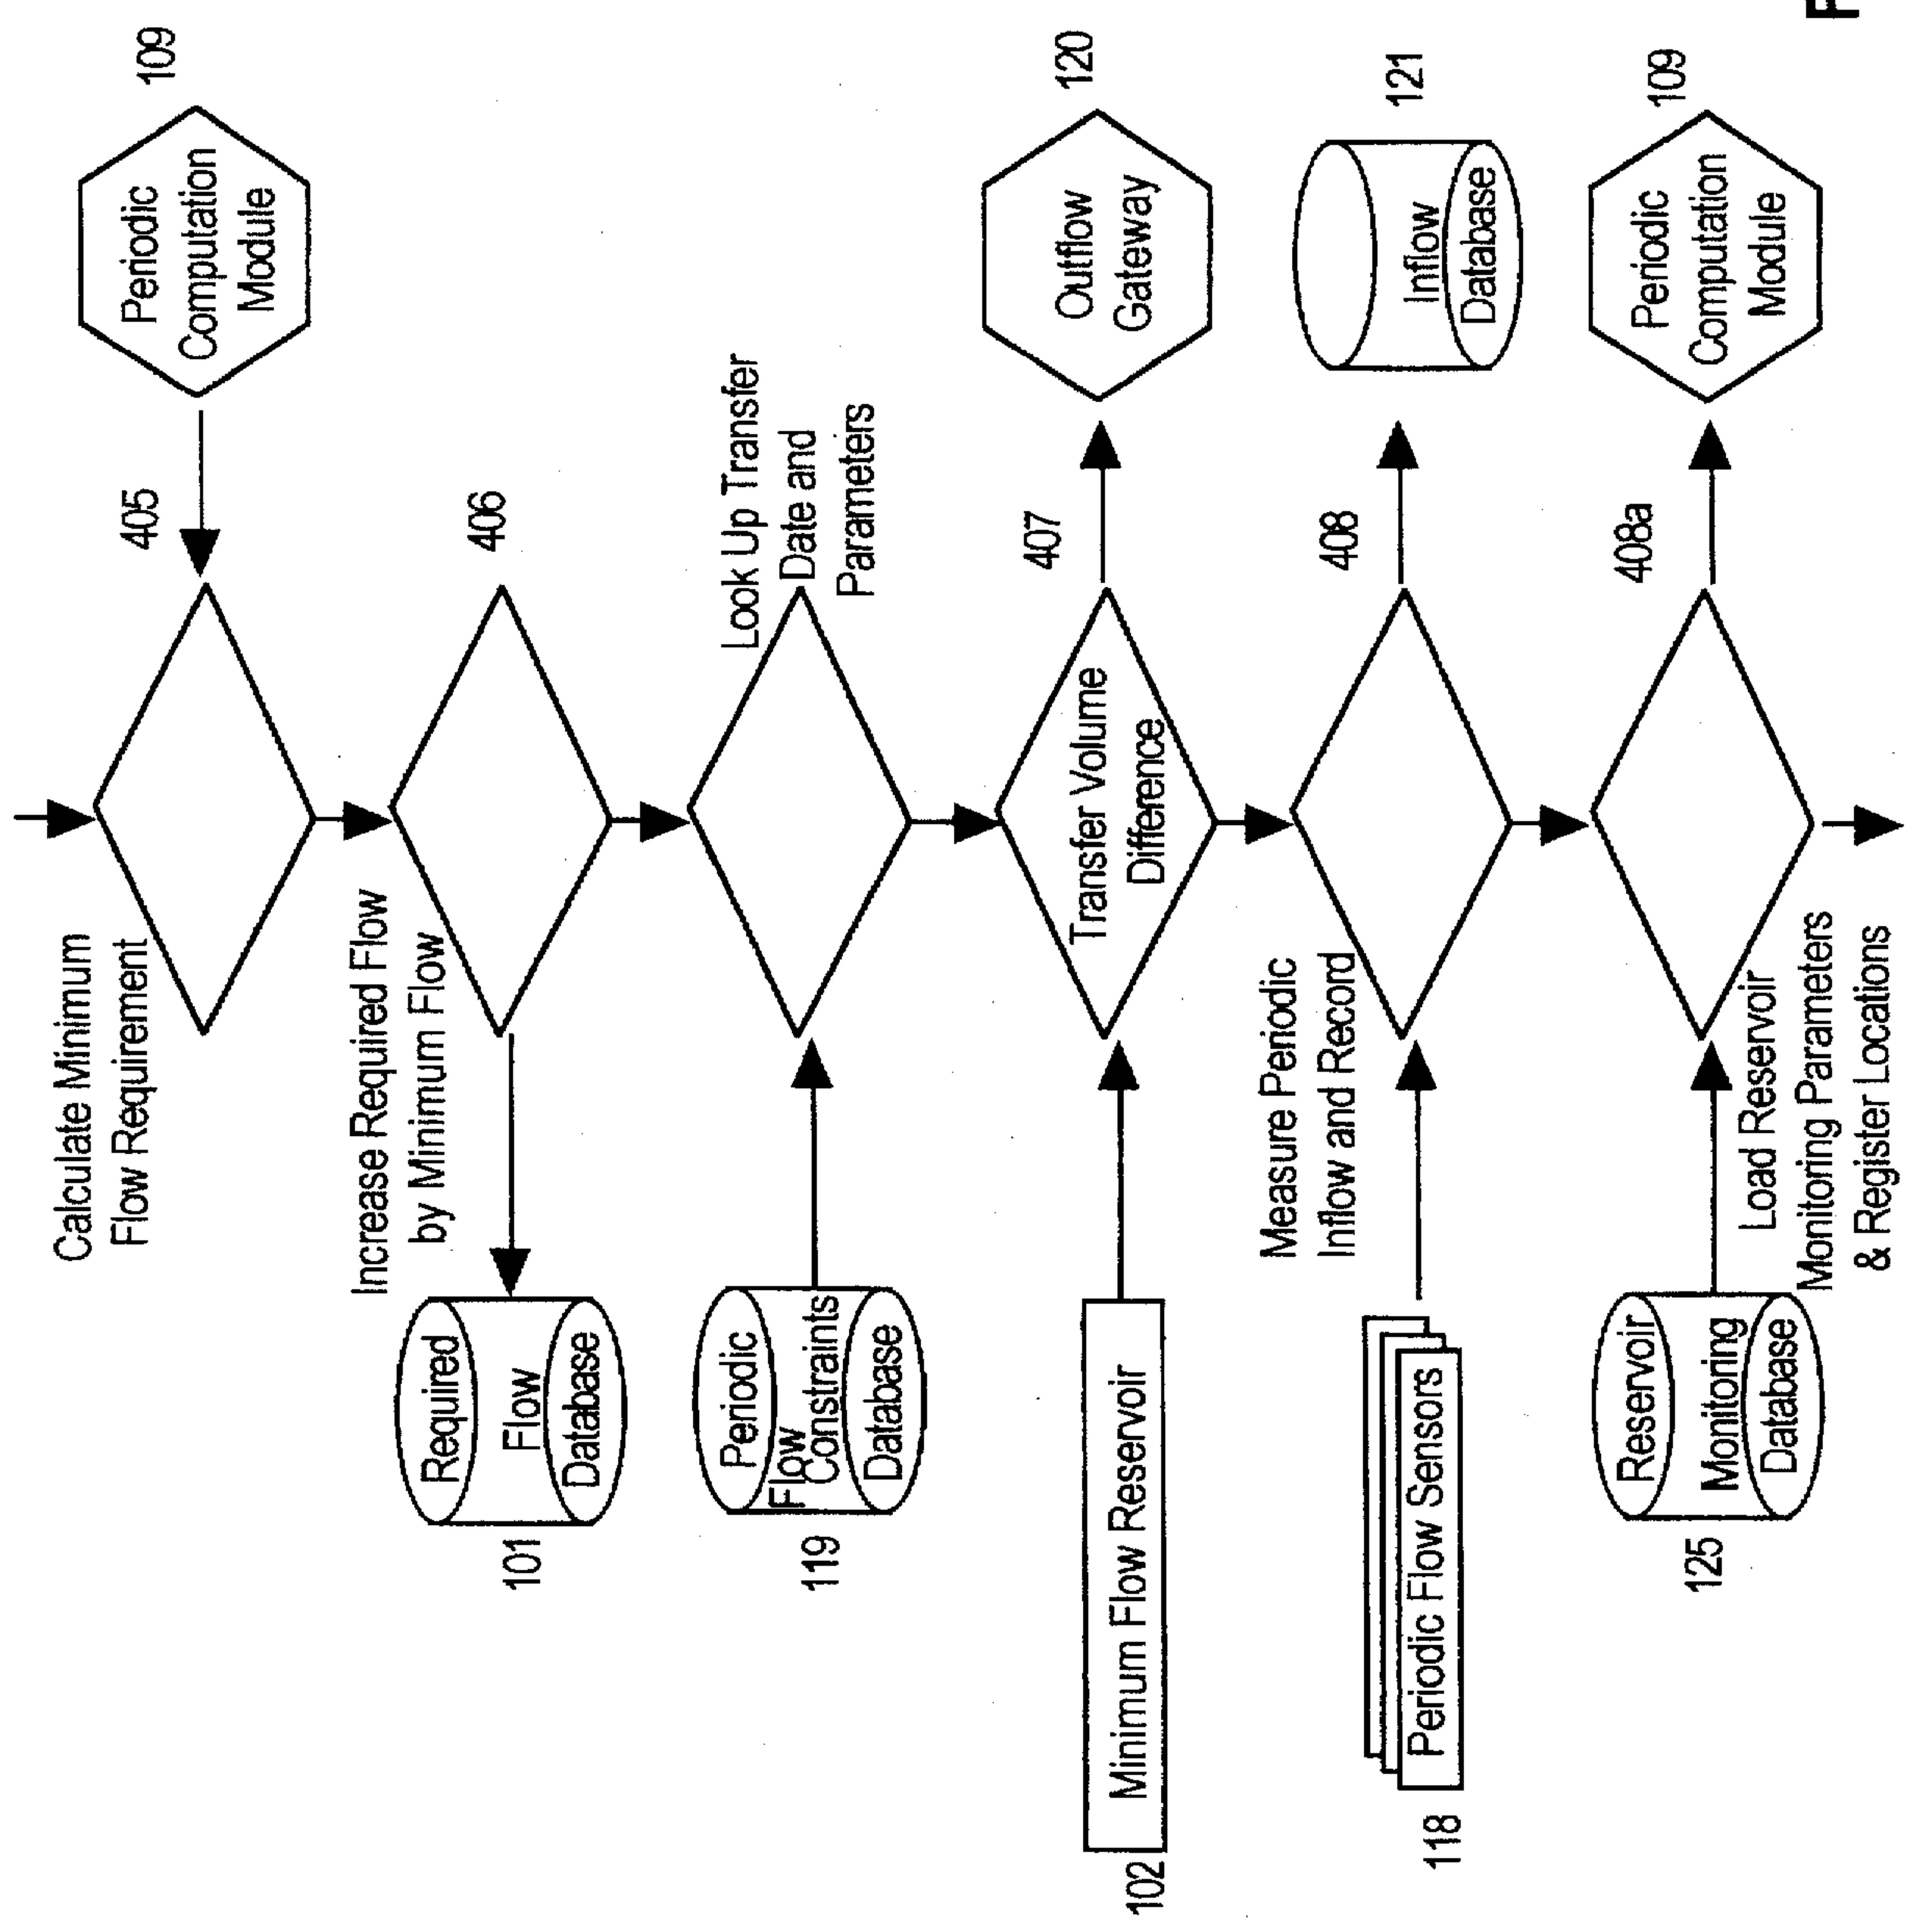 Calculate Minimum
Flow Requirement
405
Periodic
Computation
Module
109
Increase Required Flow
by Minimum Flow
406
Required
Flow
Database
101
Look Up Transfer
Date and
Parameters
Periodic
Flow
Constraints
Database
119
102
Minimum Flow Reservoir
Transfer Volume
Difference
407
Outflow
Gateway
120
Measure Periodic
Inflow and Record
118
Periodic Flow Sensors
408
Inflow
Database
121
125
Reservoir
Monitoring
Database
Load Reservoir
Monitoring Parameters
& Register Locations
408a
Periodic
Computation
Module
109
F